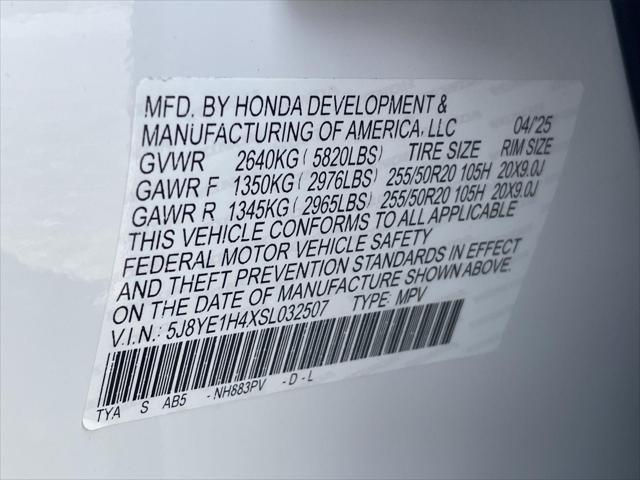 MFD. BY HONDA DEVELOPMENT &
MANUFACTURING OF AMERICA, LLC 04/'25
GVWR 2640KG ( 5820LBS) TIRE SIZE RIM SIZE
GAWR F 1350KG ( 2976LBS) 255/50R20 105H 20X9.0J
GAWR R 1345KG ( 2965LBS) 255/50R20 105H 20X9.0J
THIS VEHICLE CONFORMS TO ALL APPLICABLE
FEDERAL MOTOR VEHICLE SAFETY
AND THEFT PREVENTION STANDARDS IN EFFECT
ON THE DATE OF MANUFACTURE SHOWN ABOVE.
V.I.N.: 5J8YE1H4XSL032507 TYPE: MPV
TYA S AB5 - NH883PV - D - L